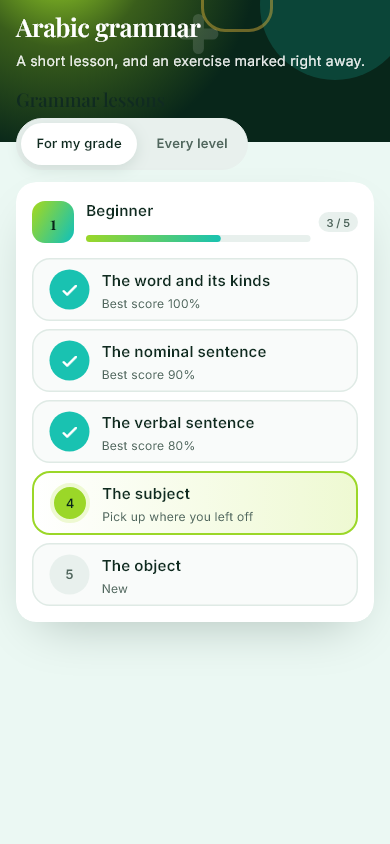 Arabic grammar
A short lesson, and an exercise marked right away.
Grammar lessons
For my grade
Every level
1
Beginner
3 / 5
The word and its kinds
Best score 100%
The nominal sentence
Best score 90%
The verbal sentence
Best score 80%
4
The subject
Pick up where you left off
5
The object
New